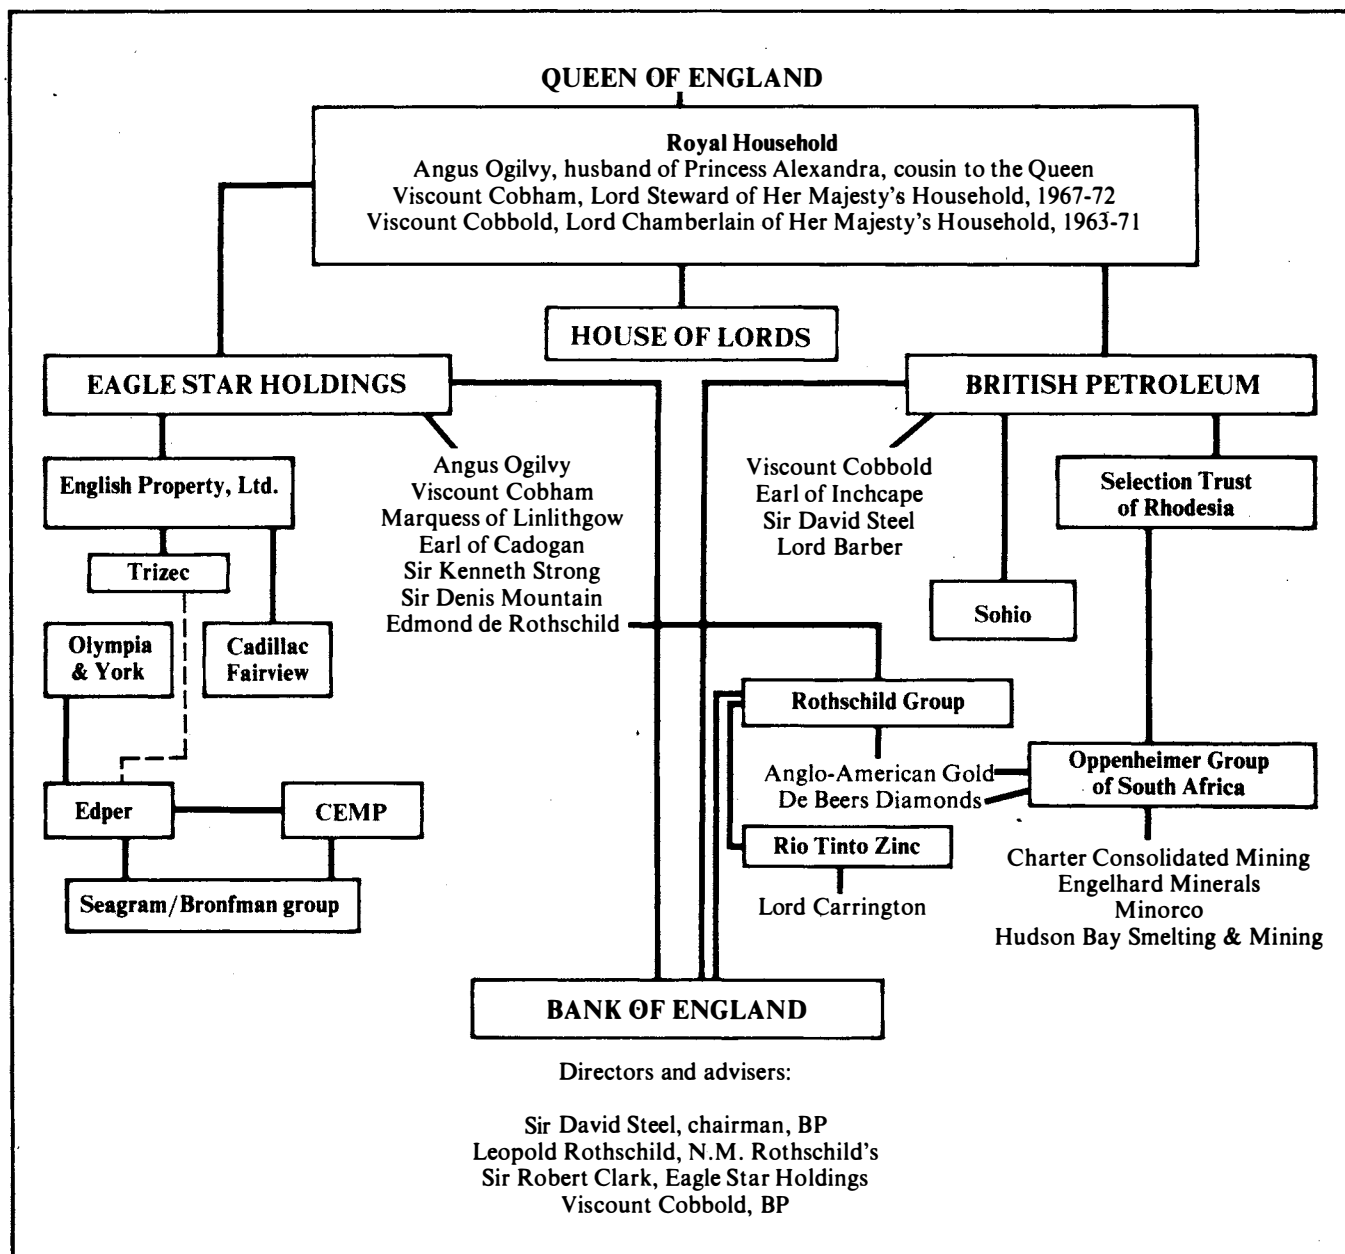 QUEEN OF ENGLAND
Royal Household
Angus Ogilvy, husband of Princess Alexandra, cousin to the Queen
Viscount Cobham, Lord Steward of Her Majesty's Household, 1967-72
Viscount Cobbold, Lord Chamberlain of Her Majesty's Household, 1963-71
HOUSE OF LORDS
EAGLE STAR HOLDINGS
BRITISH PETROLEUM
English Property, Ltd.
Trizec
Olympia
& York
Cadillac
Fairview
Edper
CEMP
Seagram/Bronfman group
Angus Ogilvy
Viscount Cobham
Marquess of Linlithgow
Earl of Cadogan
Sir Kenneth Strong
Sir Denis Mountain
Edmond de Rothschild
Viscount Cobbold
Earl of Inchcape
Sir David Steel
Lord Barber
Sohio
Selection Trust
of Rhodesia
Rothschild Group
Anglo-American Gold
De Beers Diamonds
Oppenheimer Group
of South Africa
Rio Tinto Zinc
Lord Carrington
Charter Consolidated Mining
Engelhard Minerals
Minorco
Hudson Bay Smelting & Mining
BANK OF ENGLAND
Directors and advisers:
Sir David Steel, chairman, BP
Leopold Rothschild, N.M. Rothschild's
Sir Robert Clark, Eagle Star Holdings
Viscount Cobbold, BP